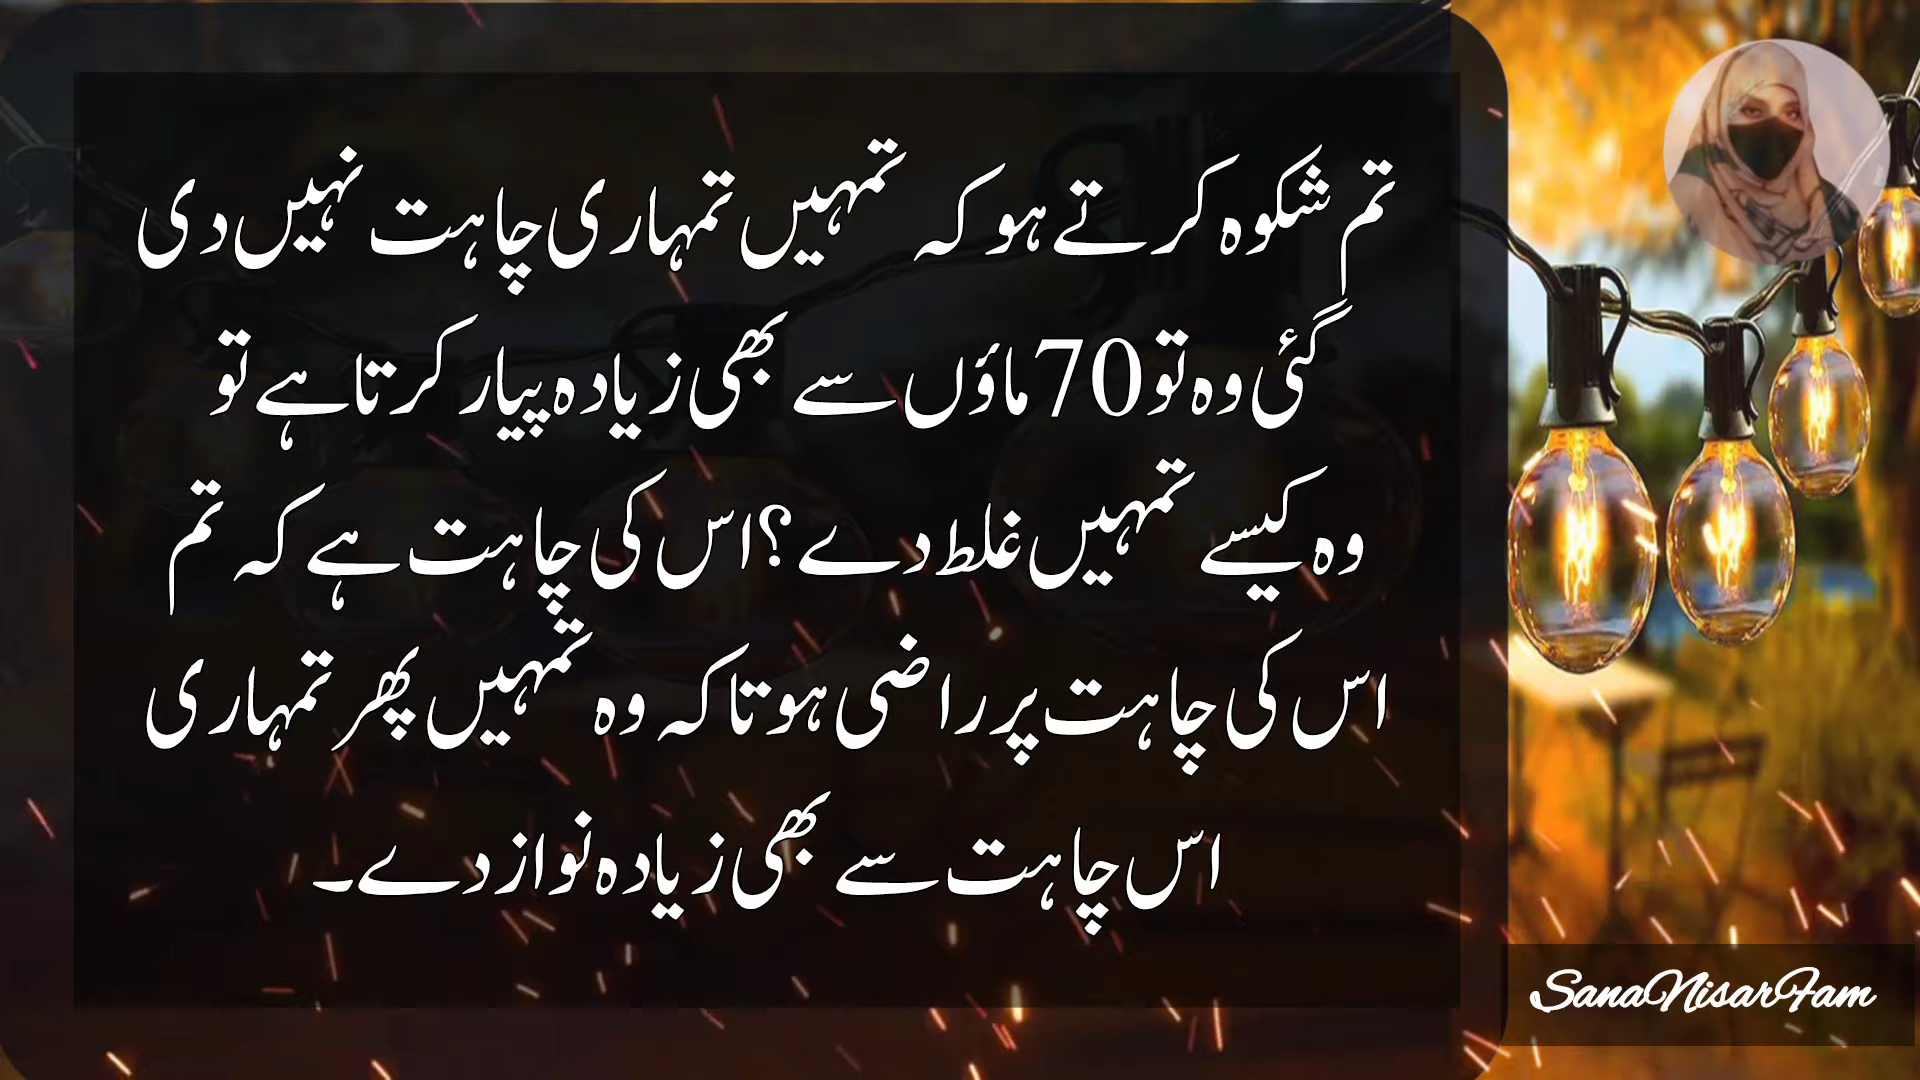 تم شکوہ کرتے ہو کہ تمہیں تمہاری چاہت نہیں دی
گئی وہ تو 70 ماؤں سے بھی زیادہ پیار کرتا ہے تو
وہ کیسے تمہیں غلط دے؟ اس کی چاہت ہے کہ تم
اس کی چاہت پر راضی ہو تاکہ وہ تمہیں پھر تمہاری
اس چاہت سے بھی زیادہ نواز دے۔
SanaNisarFam